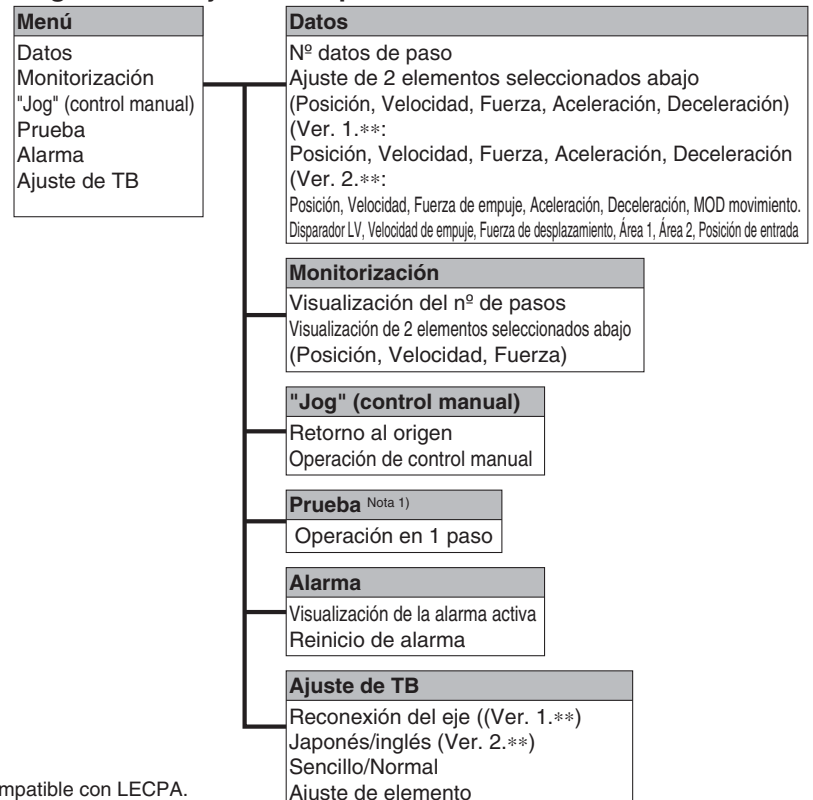 Menú
Datos
Monitorización
"Jog" (control manual)
Prueba
Alarma
Ajuste de TB
Datos
Nº datos de paso
Ajuste de 2 elementos seleccionados abajo
(Posición, Velocidad, Fuerza, Aceleración, Deceleración)
(Ver. 1.**:
Posición, Velocidad, Fuerza, Aceleración, Deceleración
(Ver. 2.**:
Posición, Velocidad, Fuerza de empuje, Aceleración, Deceleración, MOD movimiento.
Disparador LV, Velocidad de empuje, Fuerza de desplazamiento, Área 1, Área 2, Posición de entrada
Monitorización
Visualización del nº de pasos
Visualización de 2 elementos seleccionados abajo
(Posición, Velocidad, Fuerza)
"Jog" (control manual)
Retorno al origen
Operación de control manual
Prueba Nota 1)
Operación en 1 paso
Alarma
Visualización de la alarma activa
Reinicio de alarma
Ajuste de TB
Reconexión del eje ((Ver. 1.**)
Japonés/inglés (Ver. 2.**)
Sencillo/Normal
Ajuste de elemento
con LECPA.